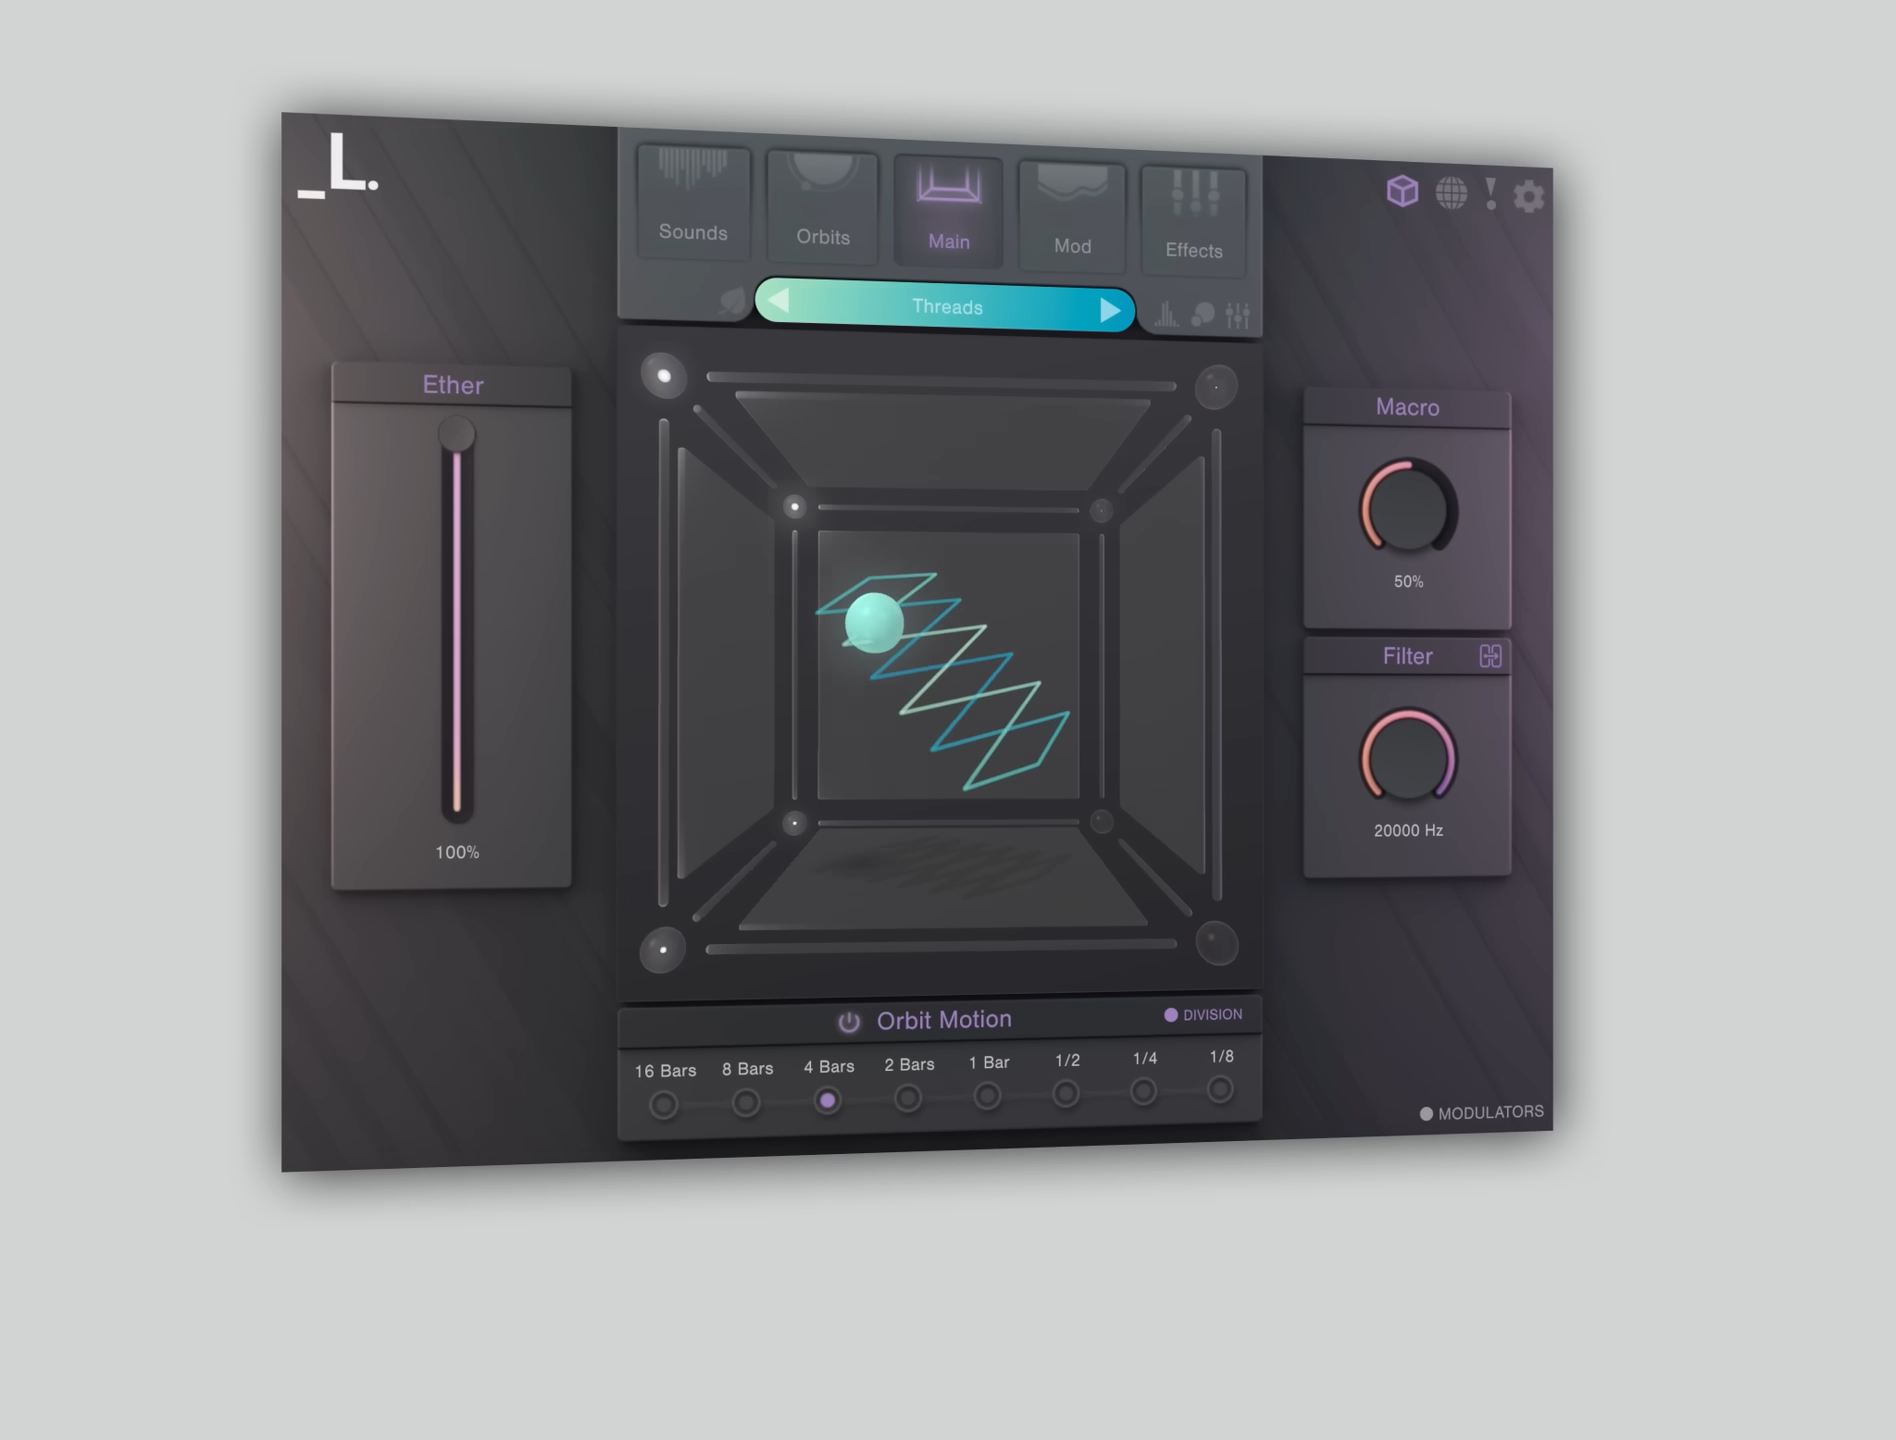 _L.
Sounds
Orbits
Main
Mod
Effects
Threads
Ether
100%
Macro
50%
Filter
20000 Hz
Orbit Motion
DIVISION
16 Bars
8 Bars
4 Bars
2 Bars
1 Bar
1/2
1/4
1/8
MODULATORS